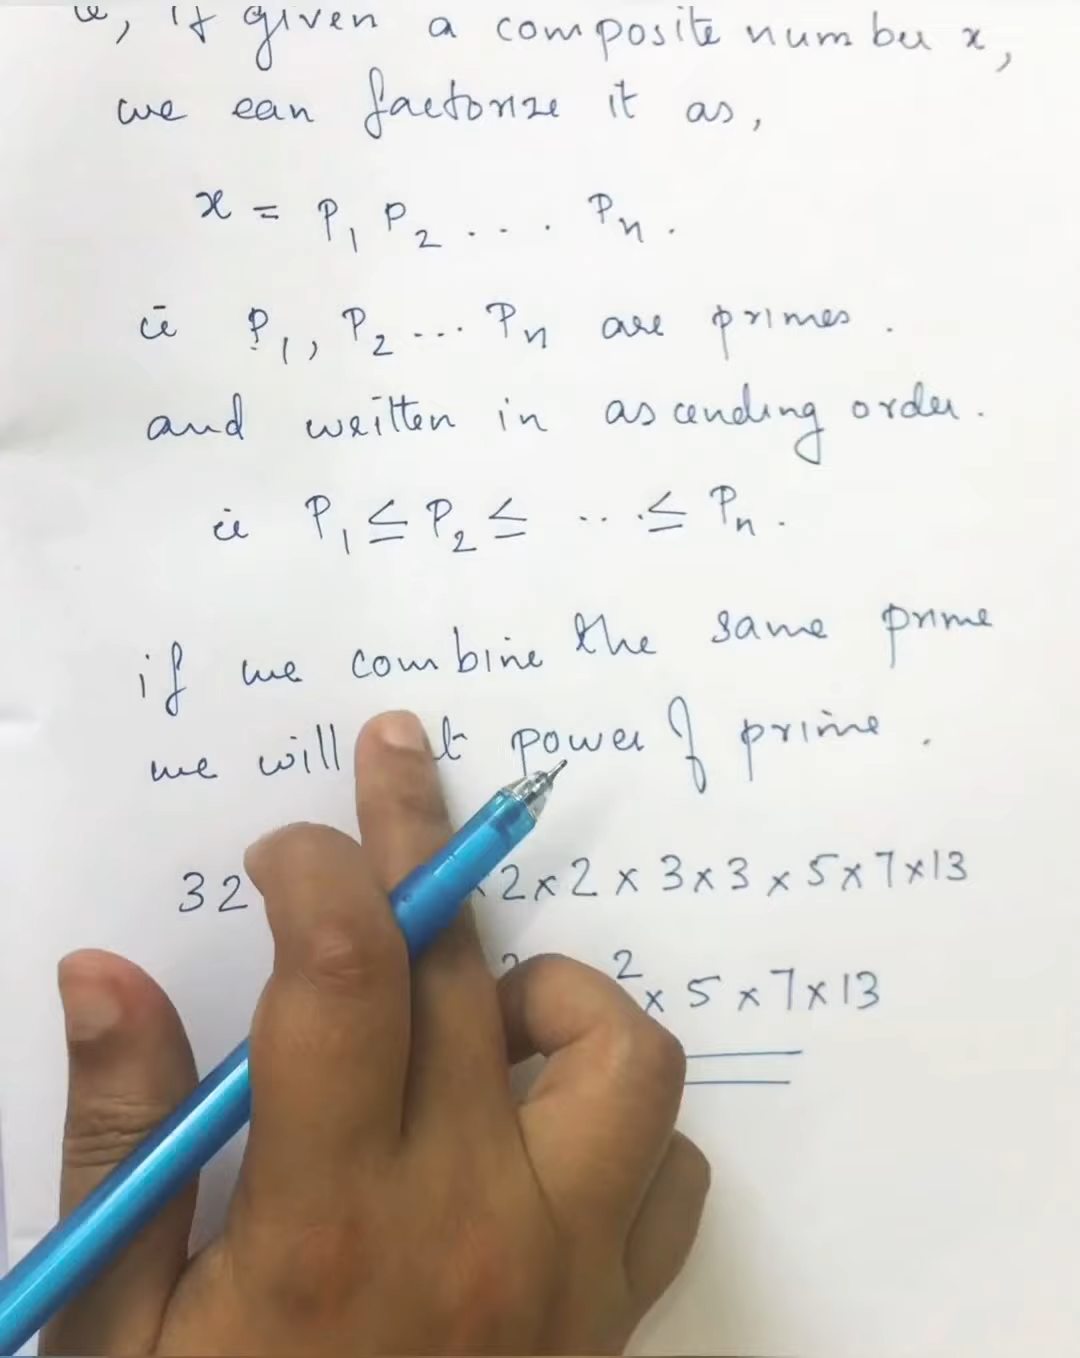 ie, if given a composite number x,
we can factorize it as,
x = P₁ P₂ .... Pₙ.
ie P₁, P₂ ... Pₙ are primes.
and written in ascending order.
ie P₁ ≤ P₂ ≤ ... ≤ Pₙ.
if we combine the same prime
we will power of prime.
32 × 2 × 2 × 3 × 3 × 5 × 7 × 13
² × 5 × 7 × 13